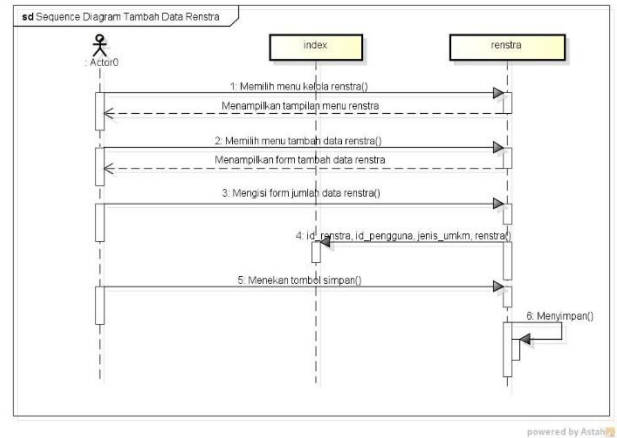 sd Sequence Diagram Tambah Data Renstra
: Actor0
index
renstra
1: Memilih menu kelola renstra()
Menampilkan tampilan menu renstra
2: Memilih menu tambah data renstra()
Menampilkan form tambah data renstra
3: Mengisi form jumlah data renstra()
4: id_renstra, id_pengguna, jenis_umkm, renstra()
5: Menekan tombol simpan()
6: Menyimpan()
powered by Astah